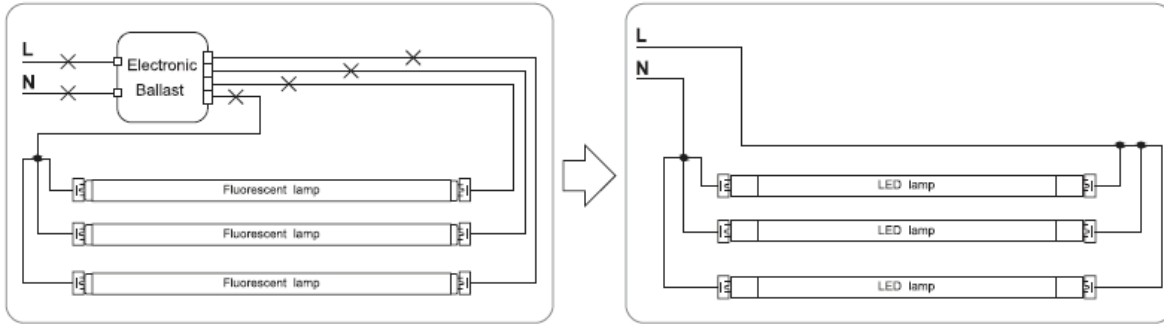 L
N
Electronic
Ballast
Fluorescent lamp
Fluorescent lamp
Fluorescent lamp
L
N
LED lamp
LED lamp
LED lamp